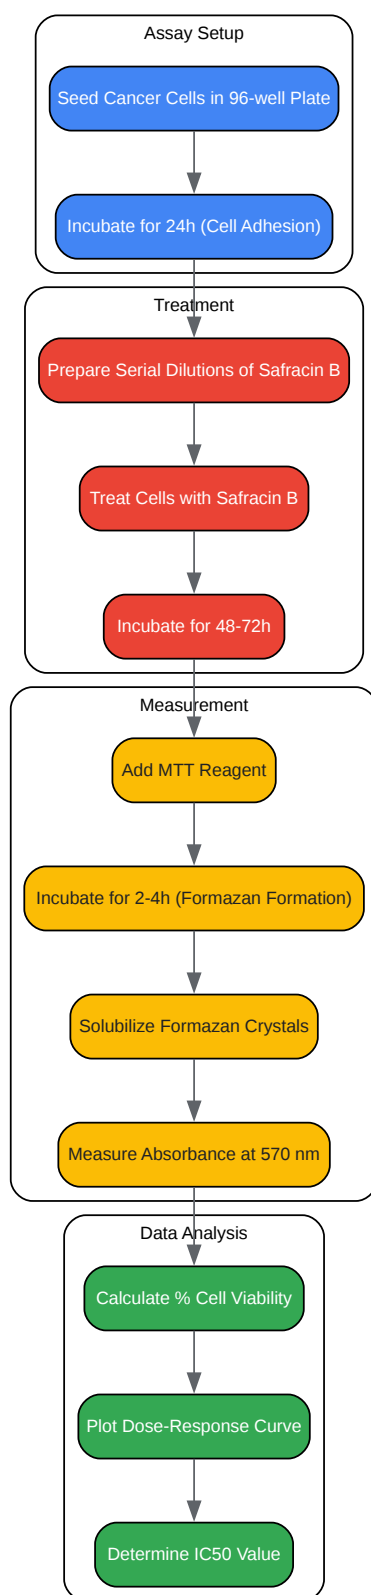 Assay Setup
Seed Cancer Cells in 96-well Plate
Incubate for 24h (Cell Adhesion)
Treatment
Prepare Serial Dilutions of Safracin B
Treat Cells with Safracin B
Incubate for 48-72h
Measurement
Add MTT Reagent
Incubate for 2-4h (Formazan Formation)
Solubilize Formazan Crystals
Measure Absorbance at 570 nm
Data Analysis
Calculate % Cell Viability
Plot Dose-Response Curve
Determine IC50 Value